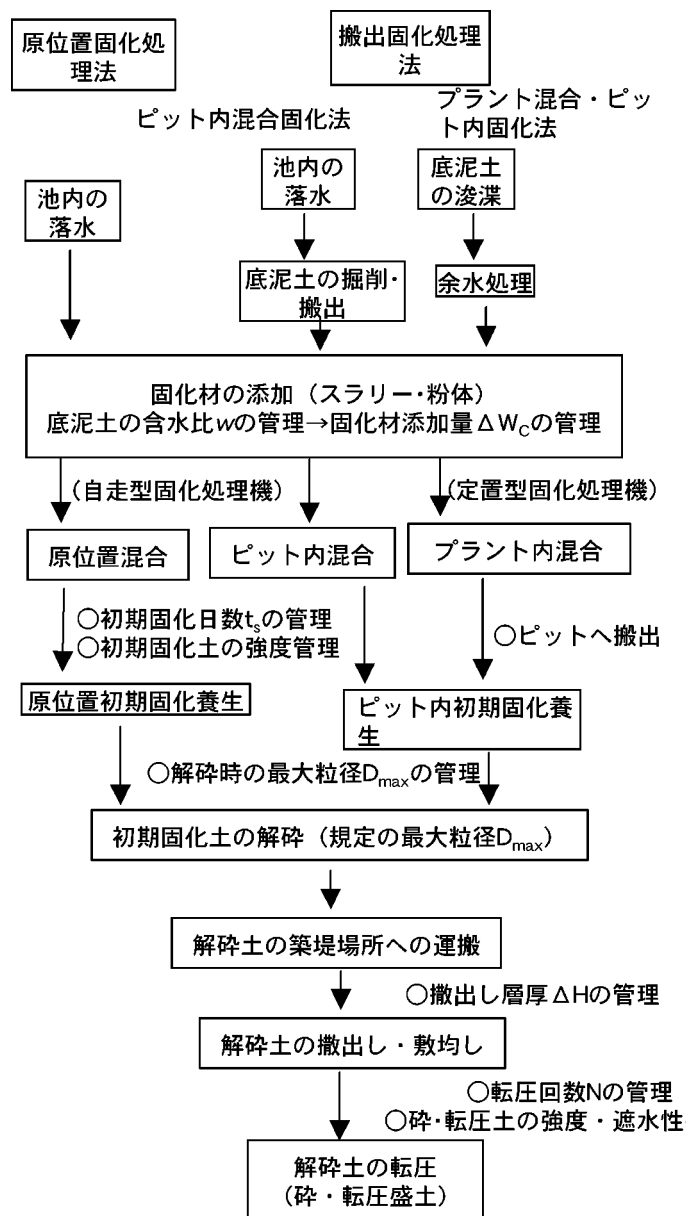 原位置固化処
理法
搬出固化処理
法
ピット内混合固化法
プラント混合・ピッ
ト内固化法
池内の
落水
池内の
落水
底泥土
の浚渫
底泥土の掘削・
搬出
余水処理
固化材の添加（スラリー・粉体）
底泥土の含水比wの管理→固化材添加量ΔWcの管理
(自走型固化処理機)
(定置型固化処理機)
原位置混合
ピット内混合
プラント内混合
○初期固化日数tsの管理
○初期固化土の強度管理
○ピットへ搬出
原位置初期固化養生
ピット内初期固化養
生
○解砕時の最大粒径Dmaxの管理
初期固化土の解砕（規定の最大粒径Dmax）
解砕土の築堤場所への運搬
○撒出し層厚ΔHの管理
解砕土の撒出し・敷均し
○転圧回数Nの管理
○砕・転圧土の強度・遮水性
解砕土の転圧
（砕・転圧盛土）